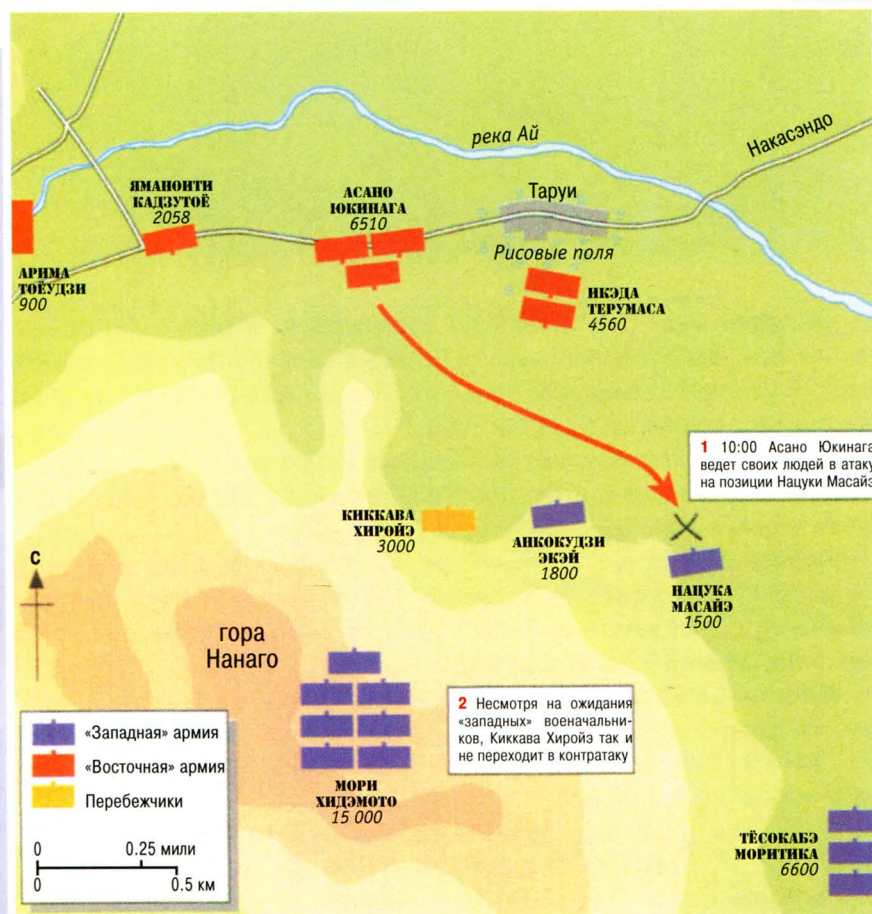 река Ай
Накасэндо
ЯМАНОИТИ
КАДЗУТОЁ
2058
АСАНО
ЮКИНАГА
6510
Таруи
Рисовые поля
АРИМА
ТОЁУДЗИ
900
ИКЭДА
ТЕРУМАСА
4560
1 10:00 Асано Юкинага
ведет своих людей в атаку
на позиции Нацуки Масайэ
КИККАВА
ХИРОЙЭ
3000
АНКОКУДЗИ
ЭКЭЙ
1800
НАЦУКА
МАСАЙЭ
1500
С
гора
Нанаго
2 Несмотря на ожидания
«западных» военачальни-
ков, Киккава Хиройэ так и
не переходит в контратаку
МОРИ
ХИДЭМОТО
15 000
«Западная» армия
«Восточная» армия
Перебежчики
0 0.25 мили
0 0.5 км
ТЁСОКАБЭ
МОРИТИКА
6600